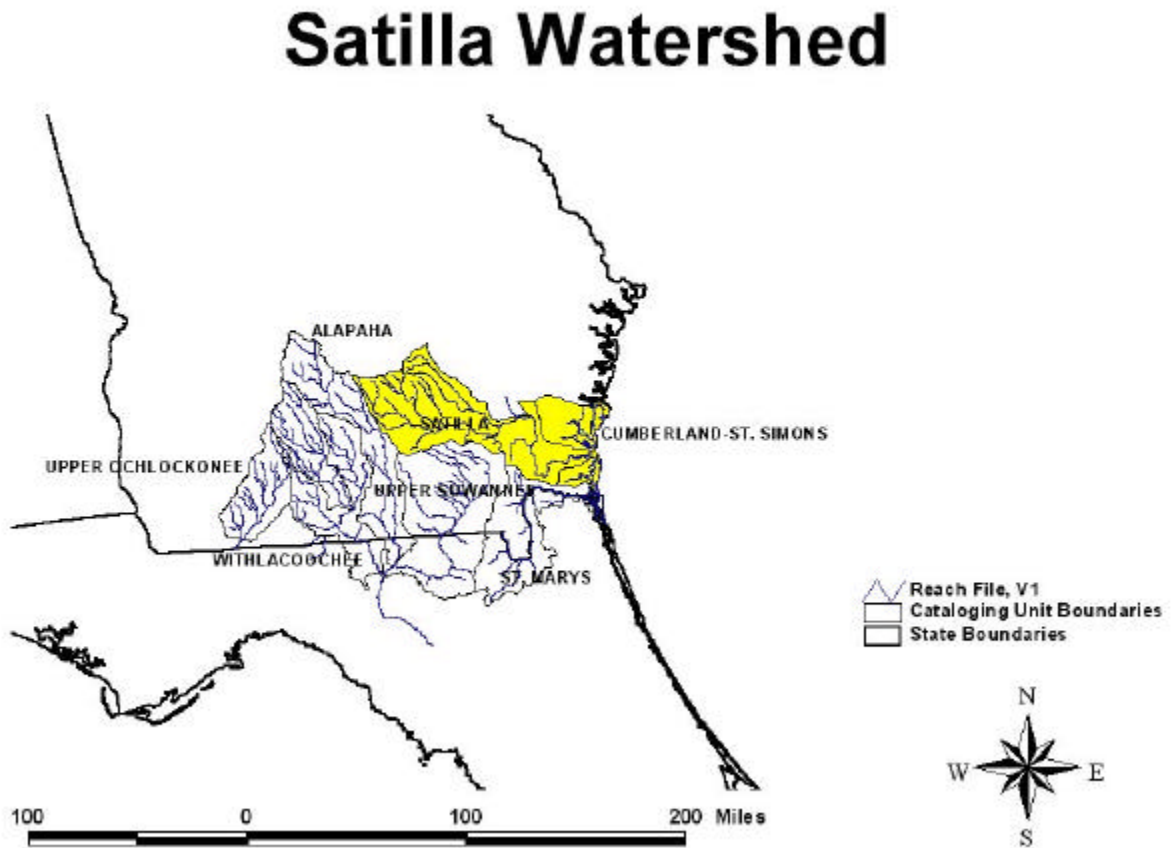 Satilla Watershed
ALAPAHA
SATILLA
CUMBERLAND-ST. SIMONS
UPPER OCHLOCKONEE
UPPER SUWANNEE
WITHLACOOCHEE
ST. MARYS
Reach File, V1
Cataloging Unit Boundaries
State Boundaries
N
W E
S
100 0 100 200 Miles